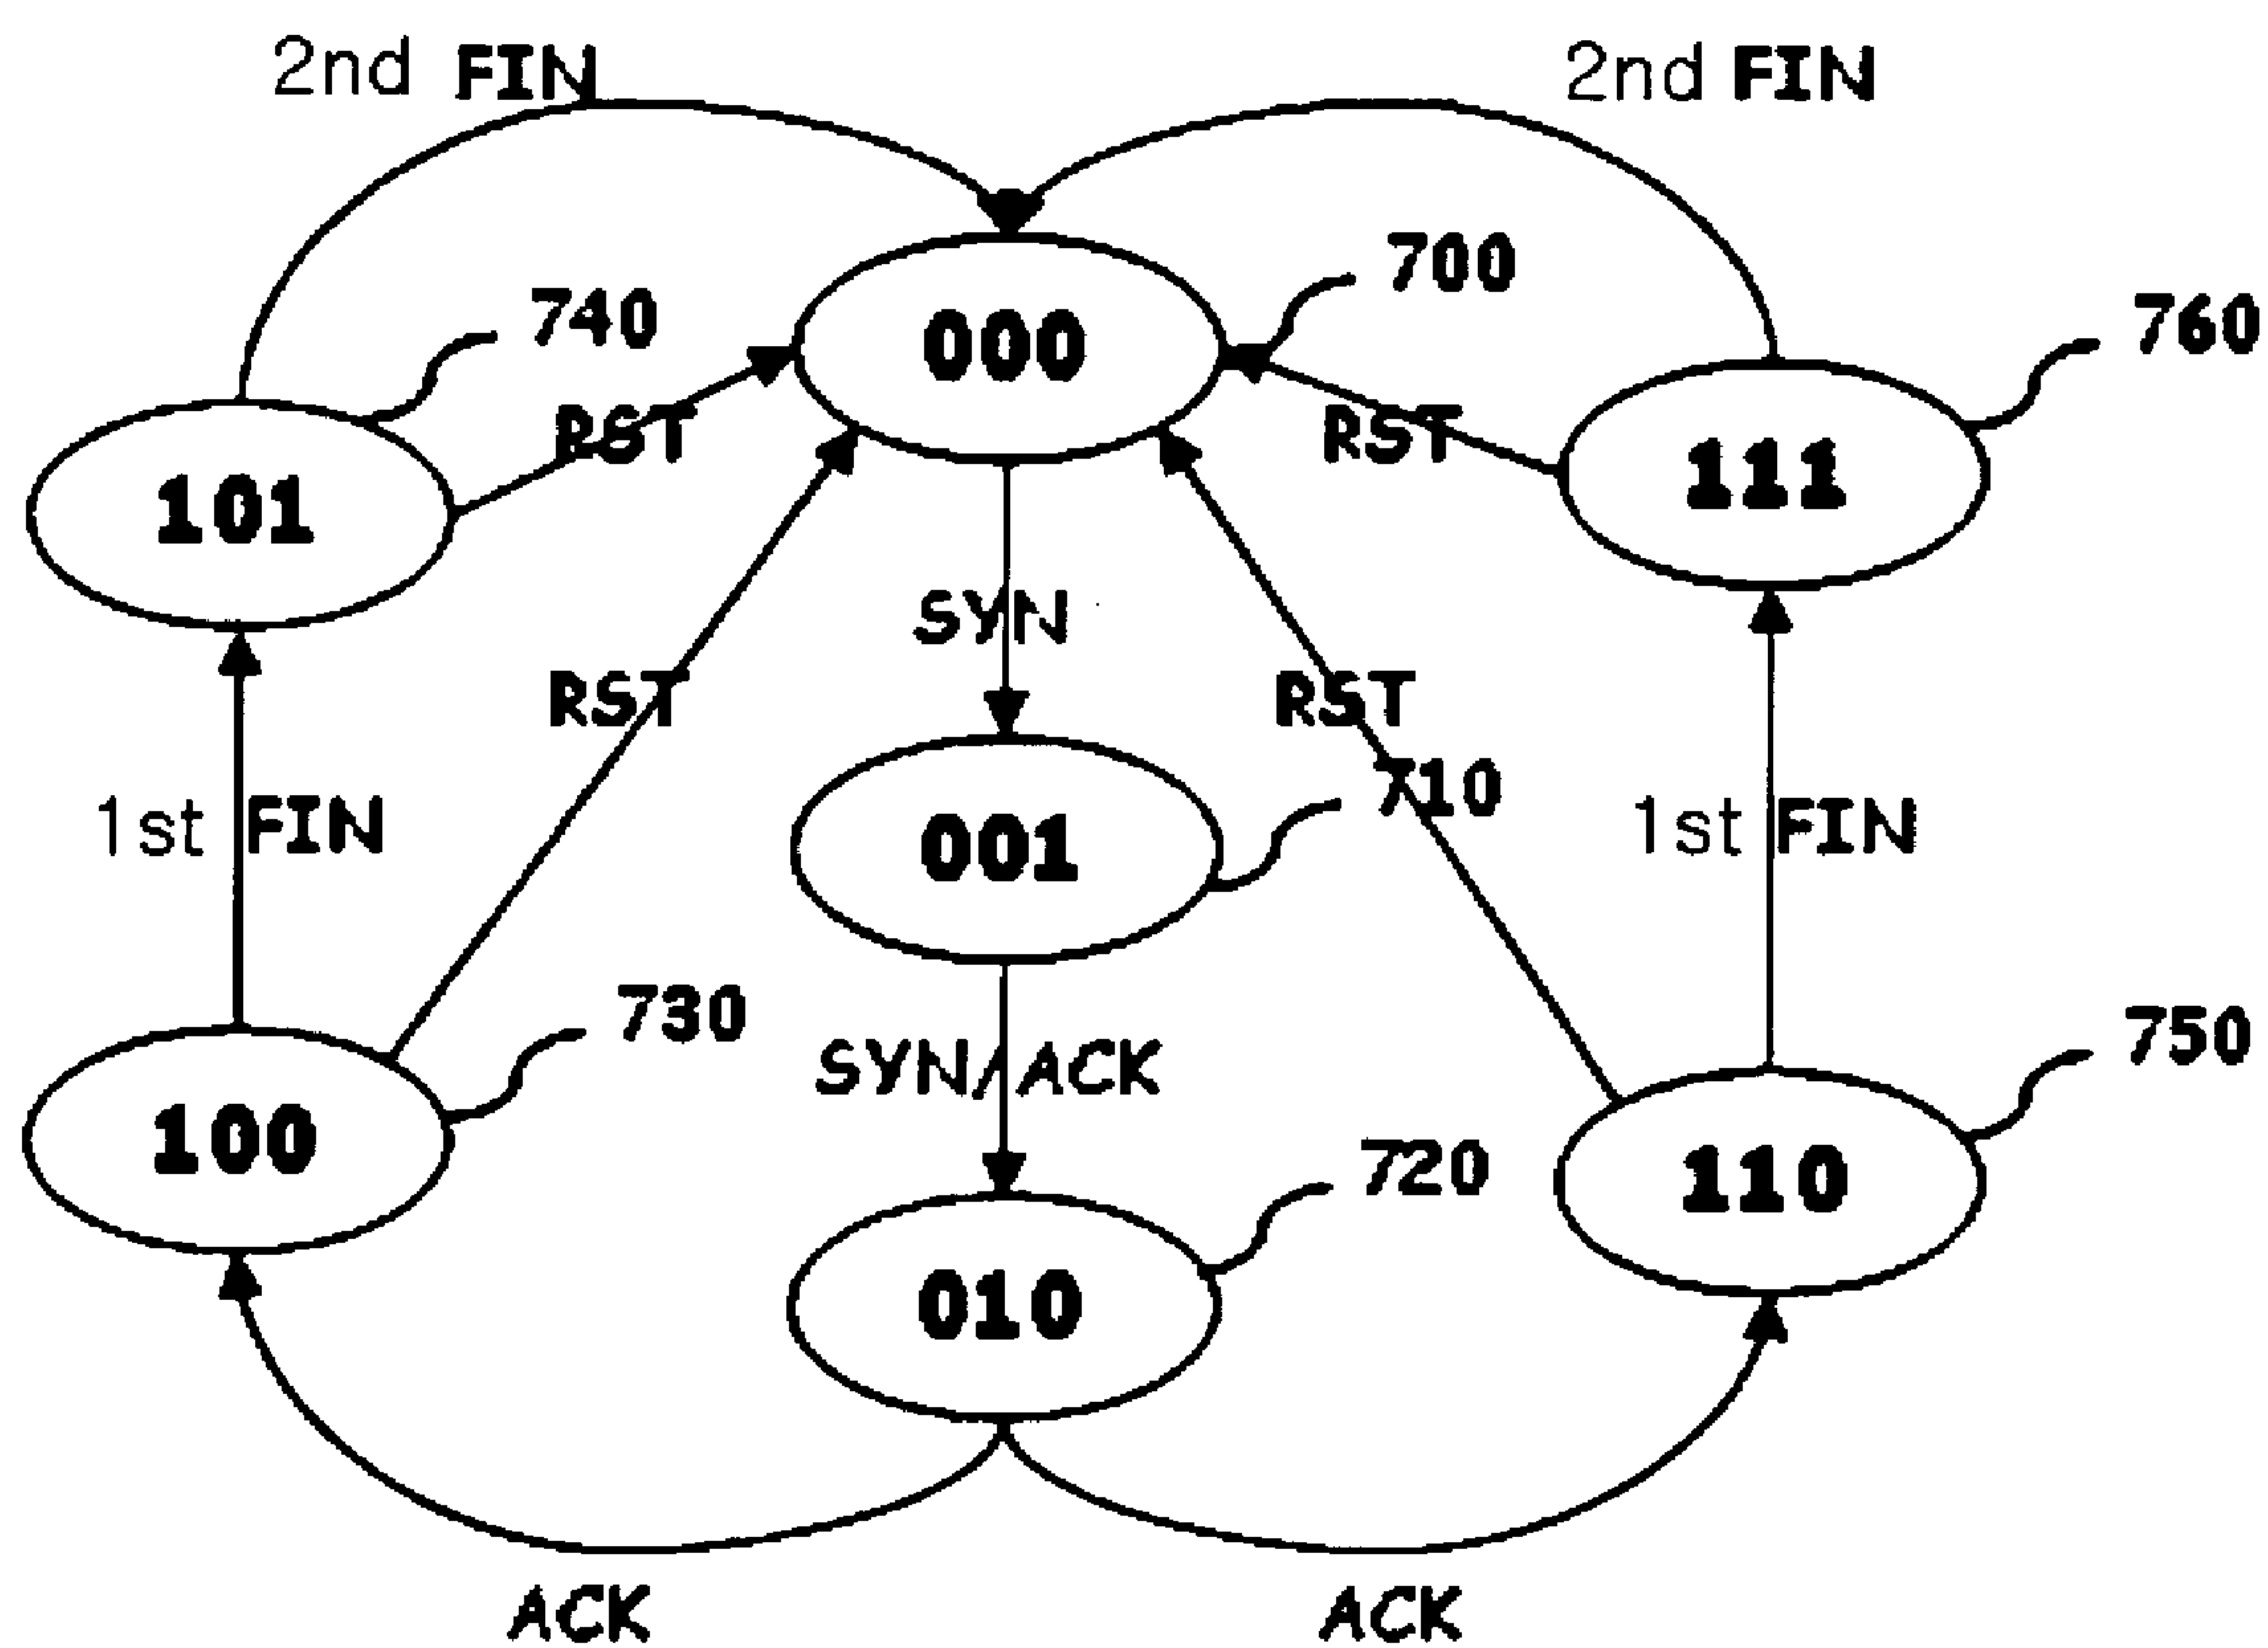 2nd FIN
2nd FIN
700
740
760
000
RST
RST
111
101
SYN
RST
RST
710
1st FIN
001
1st FIN
730
750
SYN/ACK
100
720
110
010
ACK
ACK